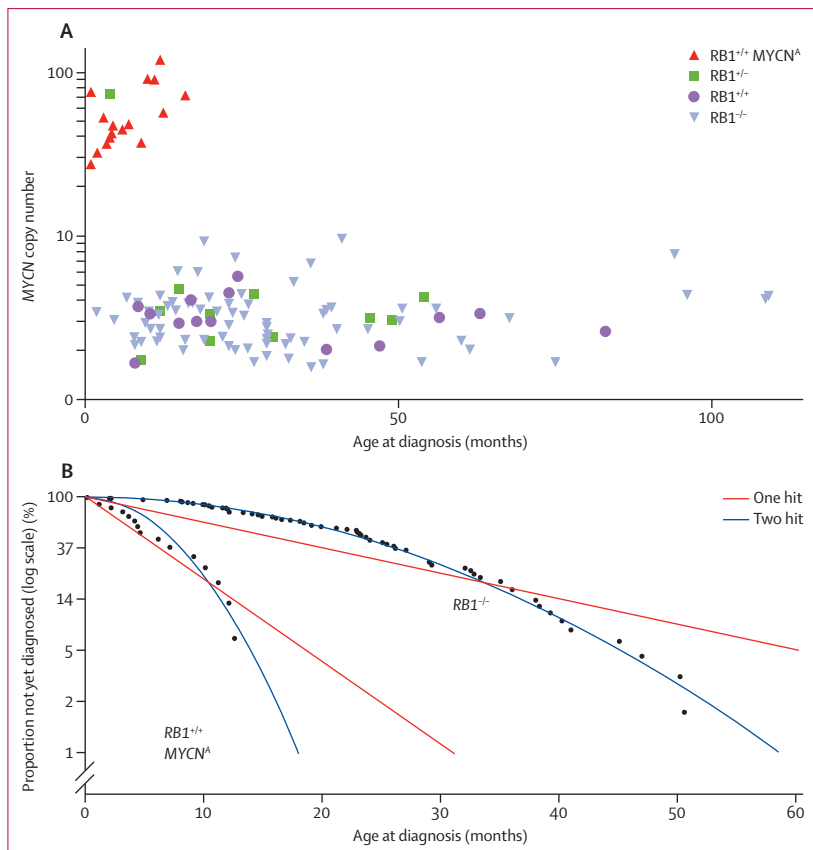 A
RB1+/+ MYCNA
RB1+/-
RB1+/+
RB1-/-
100
10
0
MYCN copy number
0
50
100
Age at diagnosis (months)
B
One hit
Two hit
100
37
14
5
2
1
Proportion not yet diagnosed (log scale) (%)
RB1-/-
RB1+/+
MYCNA
0
10
20
30
40
50
60
Age at diagnosis (months)